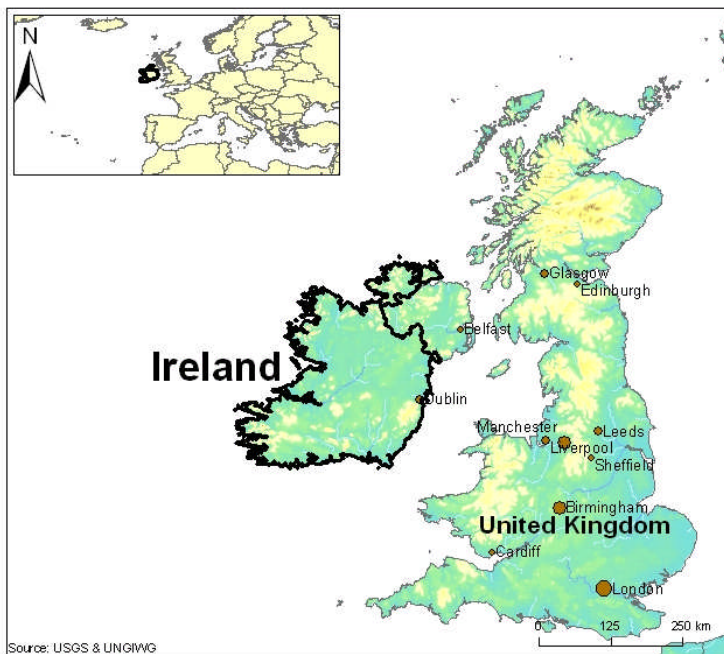 N
Glasgow
Edinburgh
Belfast
Ireland
Dublin
Manchester
Leeds
Liverpool
Sheffield
Birmingham
United Kingdom
Cardiff
London
0 125 250 km
Source: USGS & UNGIWG